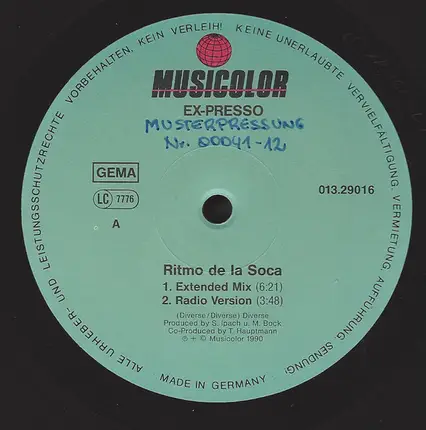 ALLE URHEBER- UND LEISTUNGSSCHUTZRECHTE VORBEHALTEN. KEIN VERLEIH! KEINE UNERLAUBTE VERVIELFÄLTIGUNG, VERMIETUNG, AUFFÜHRUNG, SENDUNG!
MUSICOLOR
EX-PRESSO
MUSTERPRESSUNG
Nr. 00041-12
GEMA
LC 7776
A
013.29016
Ritmo de la Soca
1. Extended Mix (6:21)
2. Radio Version (3:48)
(Diverse/Diverse) Diverse
Produced by S. Ibach u. M. Bock
Co-Produced by T. Hauptmann
℗ + © Musicolor 1990
MADE IN GERMANY